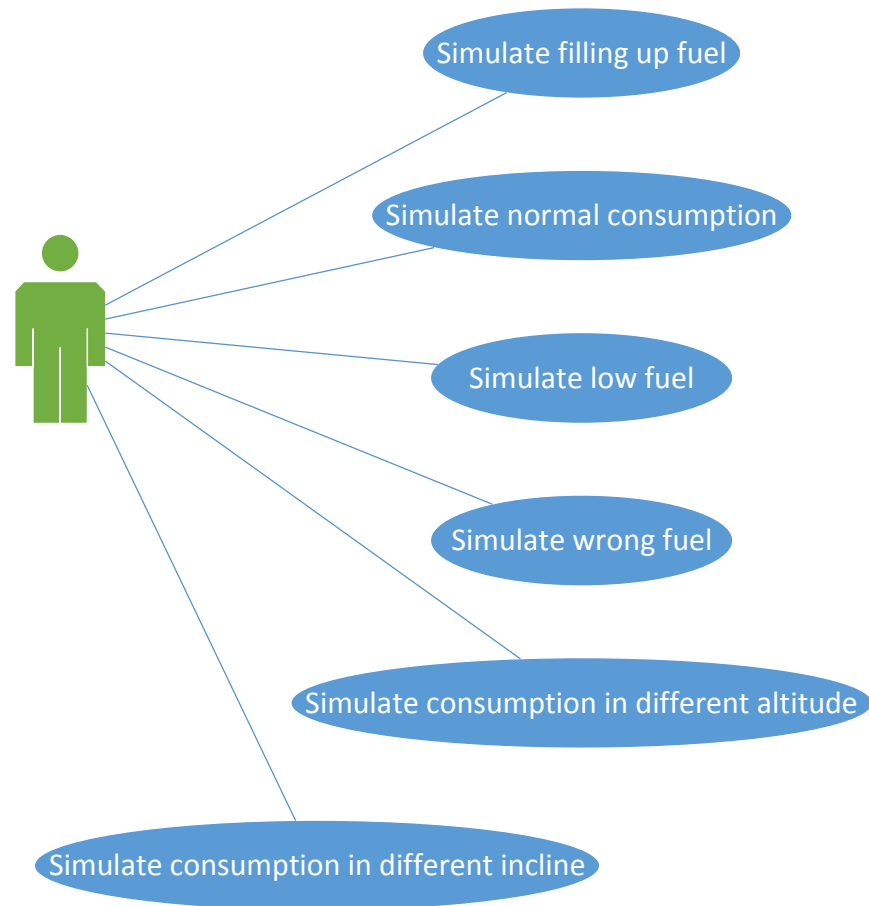 Simulate filling up fuel
Simulate normal consumption
Simulate low fuel
Simulate wrong fuel
Simulate consumption in different altitude
Simulate consumption in different incline